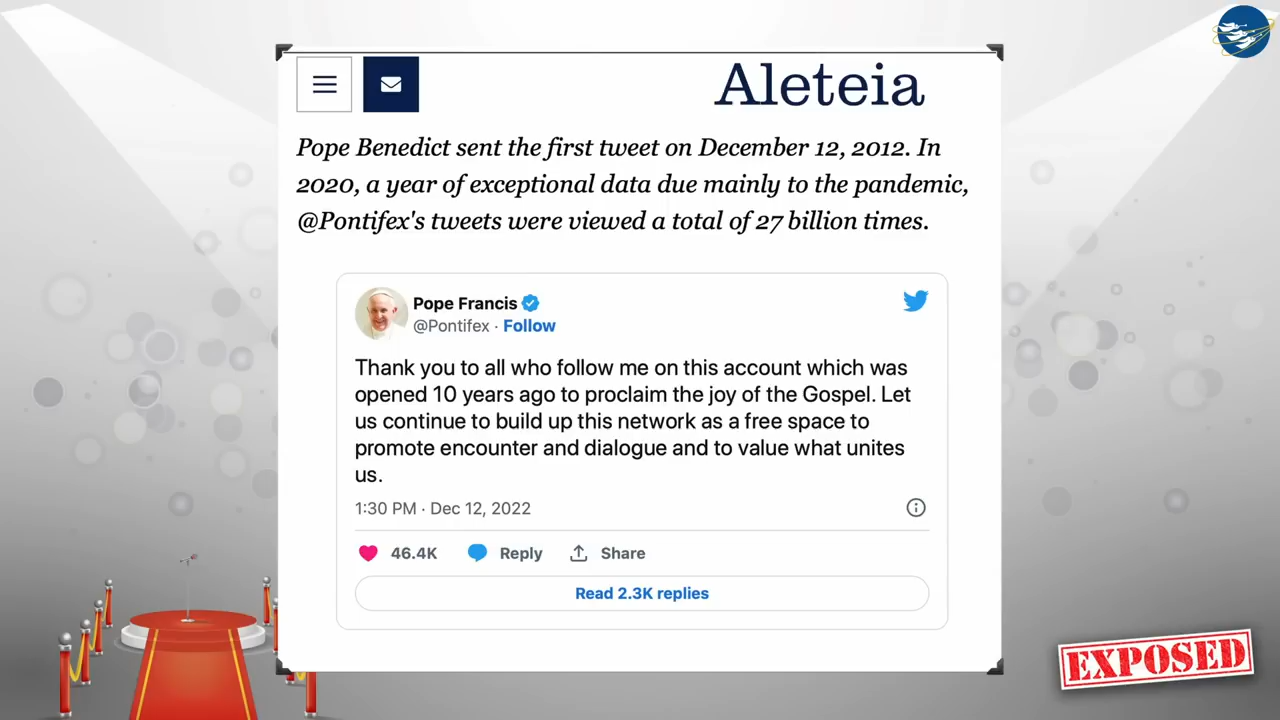 Aleteia
Pope Benedict sent the first tweet on December 12, 2012. In
2020, a year of exceptional data due mainly to the pandemic,
@Pontifex's tweets were viewed a total of 27 billion times.
Pope Francis
@Pontifex · Follow
Thank you to all who follow me on this account which was
opened 10 years ago to proclaim the joy of the Gospel. Let
us continue to build up this network as a free space to
promote encounter and dialogue and to value what unites
us.
1:30 PM · Dec 12, 2022
46.4K Reply Share
Read 2.3K replies
EXPOSED